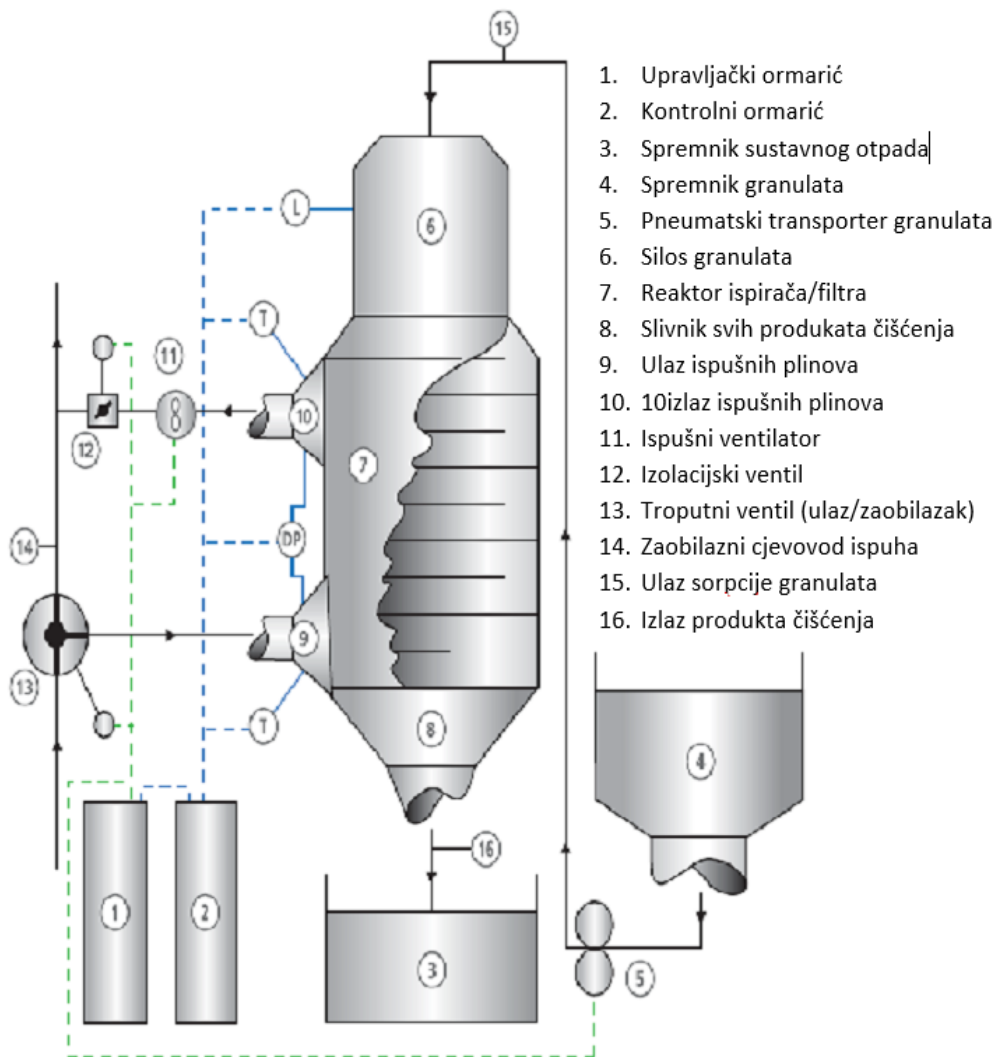 15
1. Upravljački ormarić
2. Kontrolni ormarić
3. Spremnik sustavnog otpada
4. Spremnik granulata
5. Pneumatski transporter granulata
6. Silos granulata
7. Reaktor ispirača/filtra
8. Slivnik svih produkata čišćenja
9. Ulaz ispušnih plinova
10. 10izlaz ispušnih plinova
11. Ispušni ventilator
12. Izolacijski ventil
13. Troputni ventil (ulaz/zaobilazak)
14. Zaobilazni cjevovod ispuha
15. Ulaz sorpcije granulata
16. Izlaz produkta čišćenja
L
6
T
11
10
12
7
14
DP
9
13
T
8
4
16
1
2
3
5